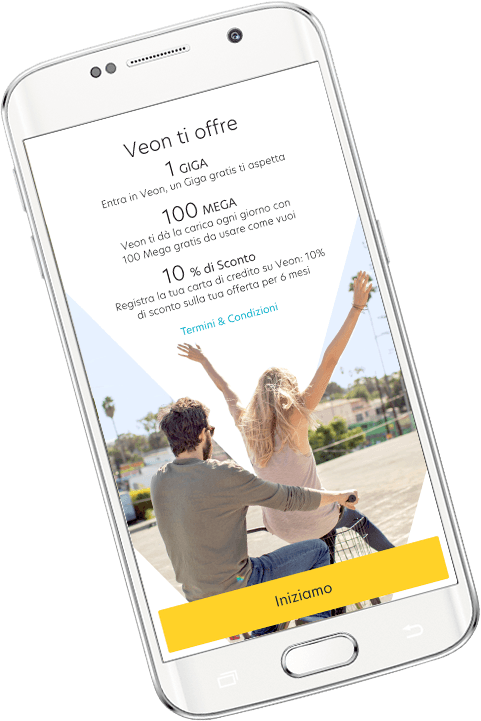 Veon ti offre
1 GIGA
Entra in Veon, un Giga gratis ti aspetta
100 MEGA
Veon ti dà la carica ogni giorno con
100 Mega gratis da usare come vuoi
10 % di Sconto
Registra la tua carta di credito su Veon: 10%
di sconto sulla tua offerta per 6 mesi
Termini & Condizioni
Iniziamo